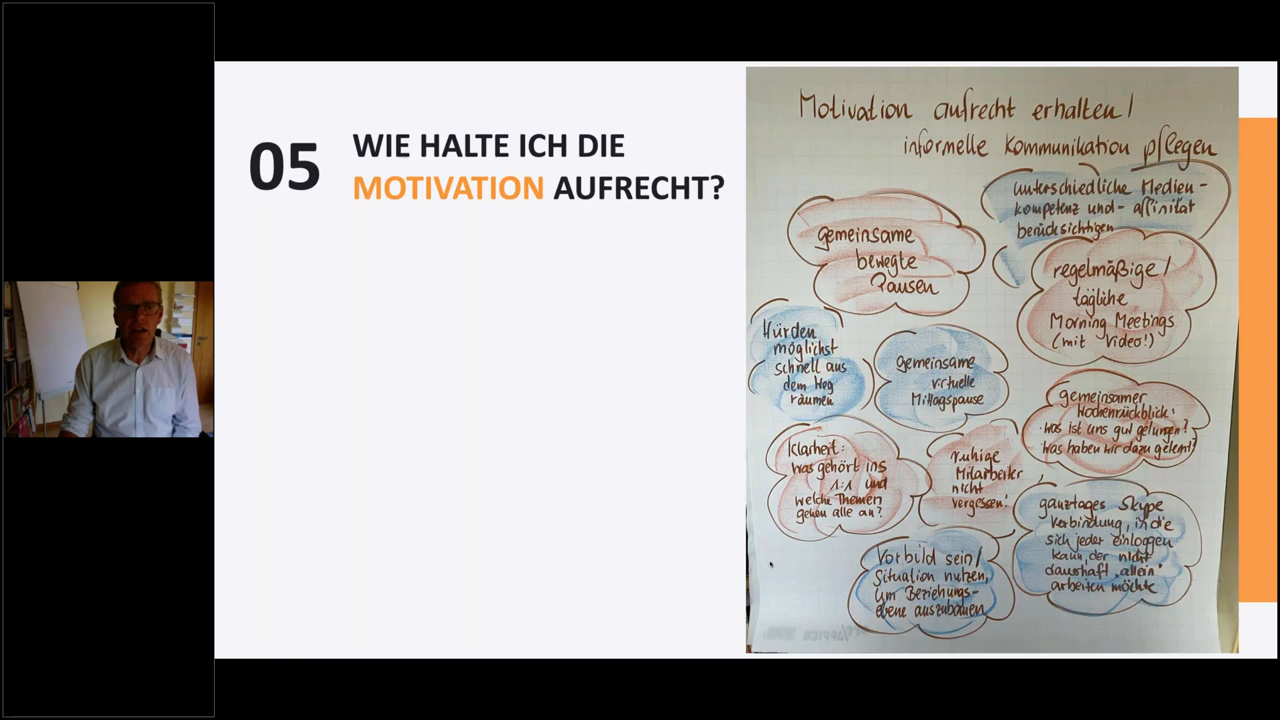 05
WIE HALTE ICH DIE
MOTIVATION AUFRECHT?
Motivation aufrecht erhalten /
informelle Kommunikation pflegen
unterschiedliche Medien-
kompetenz und - affinität
berücksichtigen
gemeinsame
bewegte
Pausen
regelmäßige /
tägliche
Morning Meetings
(mit Video!)
Hürden
möglichst
schnell aus
dem Weg
räumen
gemeinsame
virtuelle
Mittagspause
gemeinsamer
Wochenrückblick:
was ist uns gut gelungen?
was haben wir dazu gelernt?
Klarheit:
was gehört ins
1:1 und
welche Themen
gehen alle an?
ruhige
Mitarbeiter
nicht
vergessen!
ganztages Skype
Verbindung, in die
sich jeder einloggen
kann, der nicht
dauerhaft "allein"
arbeiten möchte
Vorbild sein /
Situation nutzen,
um Beziehungs-
ebene auszubauen